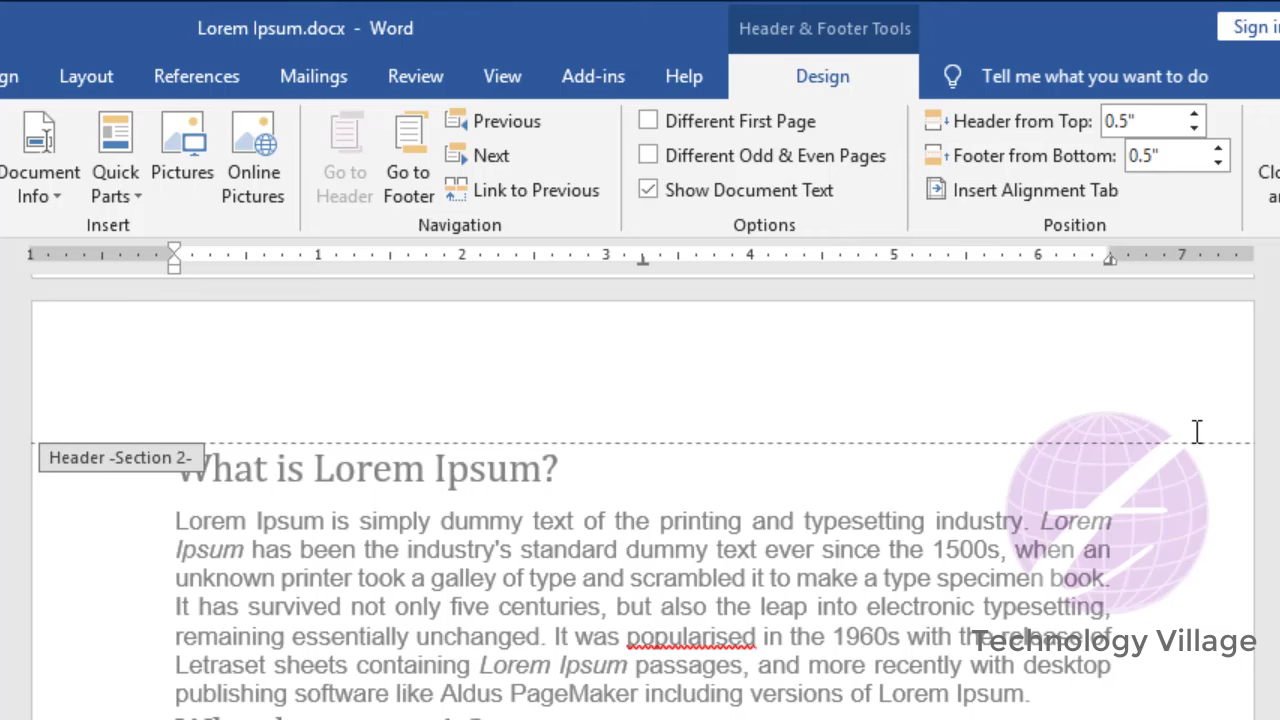 Lorem Ipsum.docx - Word
Header & Footer Tools
Layout References Mailings Review View Add-ins Help Design Tell me what you want to do
Document Info
Quick Parts
Pictures
Online Pictures
Insert
Go to Header
Go to Footer
Previous
Next
Link to Previous
Navigation
Different First Page
Different Odd & Even Pages
Show Document Text
Options
Header from Top: 0.5"
Footer from Bottom: 0.5"
Insert Alignment Tab
Position
1 1 2 3 4 5 6 7
Header -Section 2-
What is Lorem Ipsum?
Lorem Ipsum is simply dummy text of the printing and typesetting industry. Lorem
Ipsum has been the industry's standard dummy text ever since the 1500s, when an
unknown printer took a galley of type and scrambled it to make a type specimen book.
It has survived not only five centuries, but also the leap into electronic typesetting,
remaining essentially unchanged. It was popularised in the 1960s with the release of
Letraset sheets containing Lorem Ipsum passages, and more recently with desktop
publishing software like Aldus PageMaker including versions of Lorem Ipsum.
Technology Village